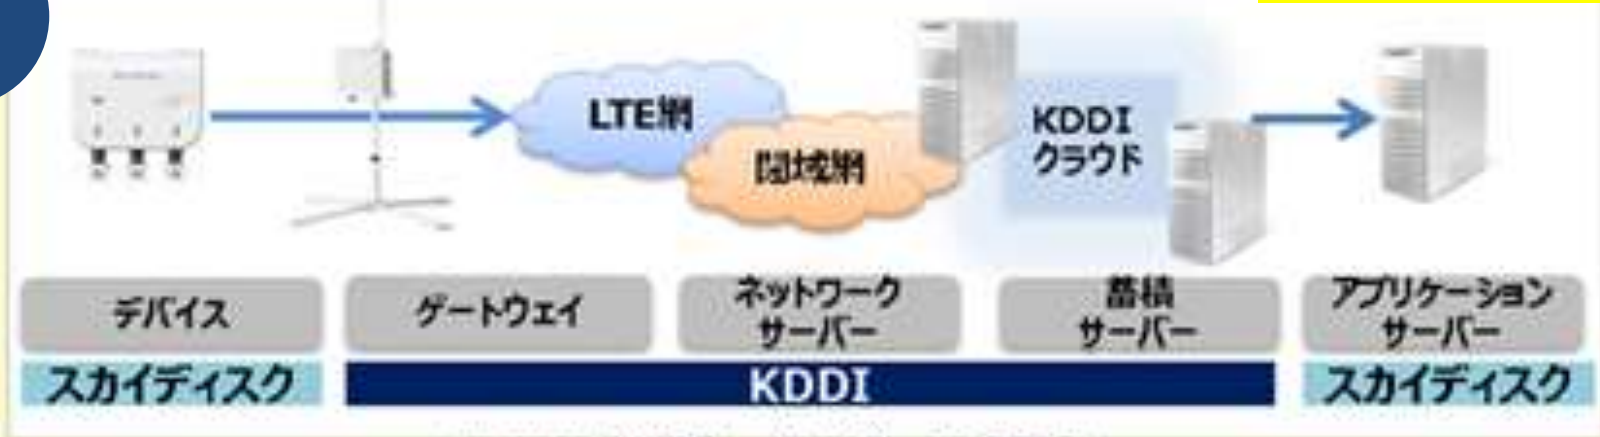 LTE網
閉域網
KDDI
クラウド
デバイス
ゲートウェイ
ネットワーク
サーバー
蓄積
サーバー
アプリケーション
サーバー
スカイディスク
KDDI
スカイディスク